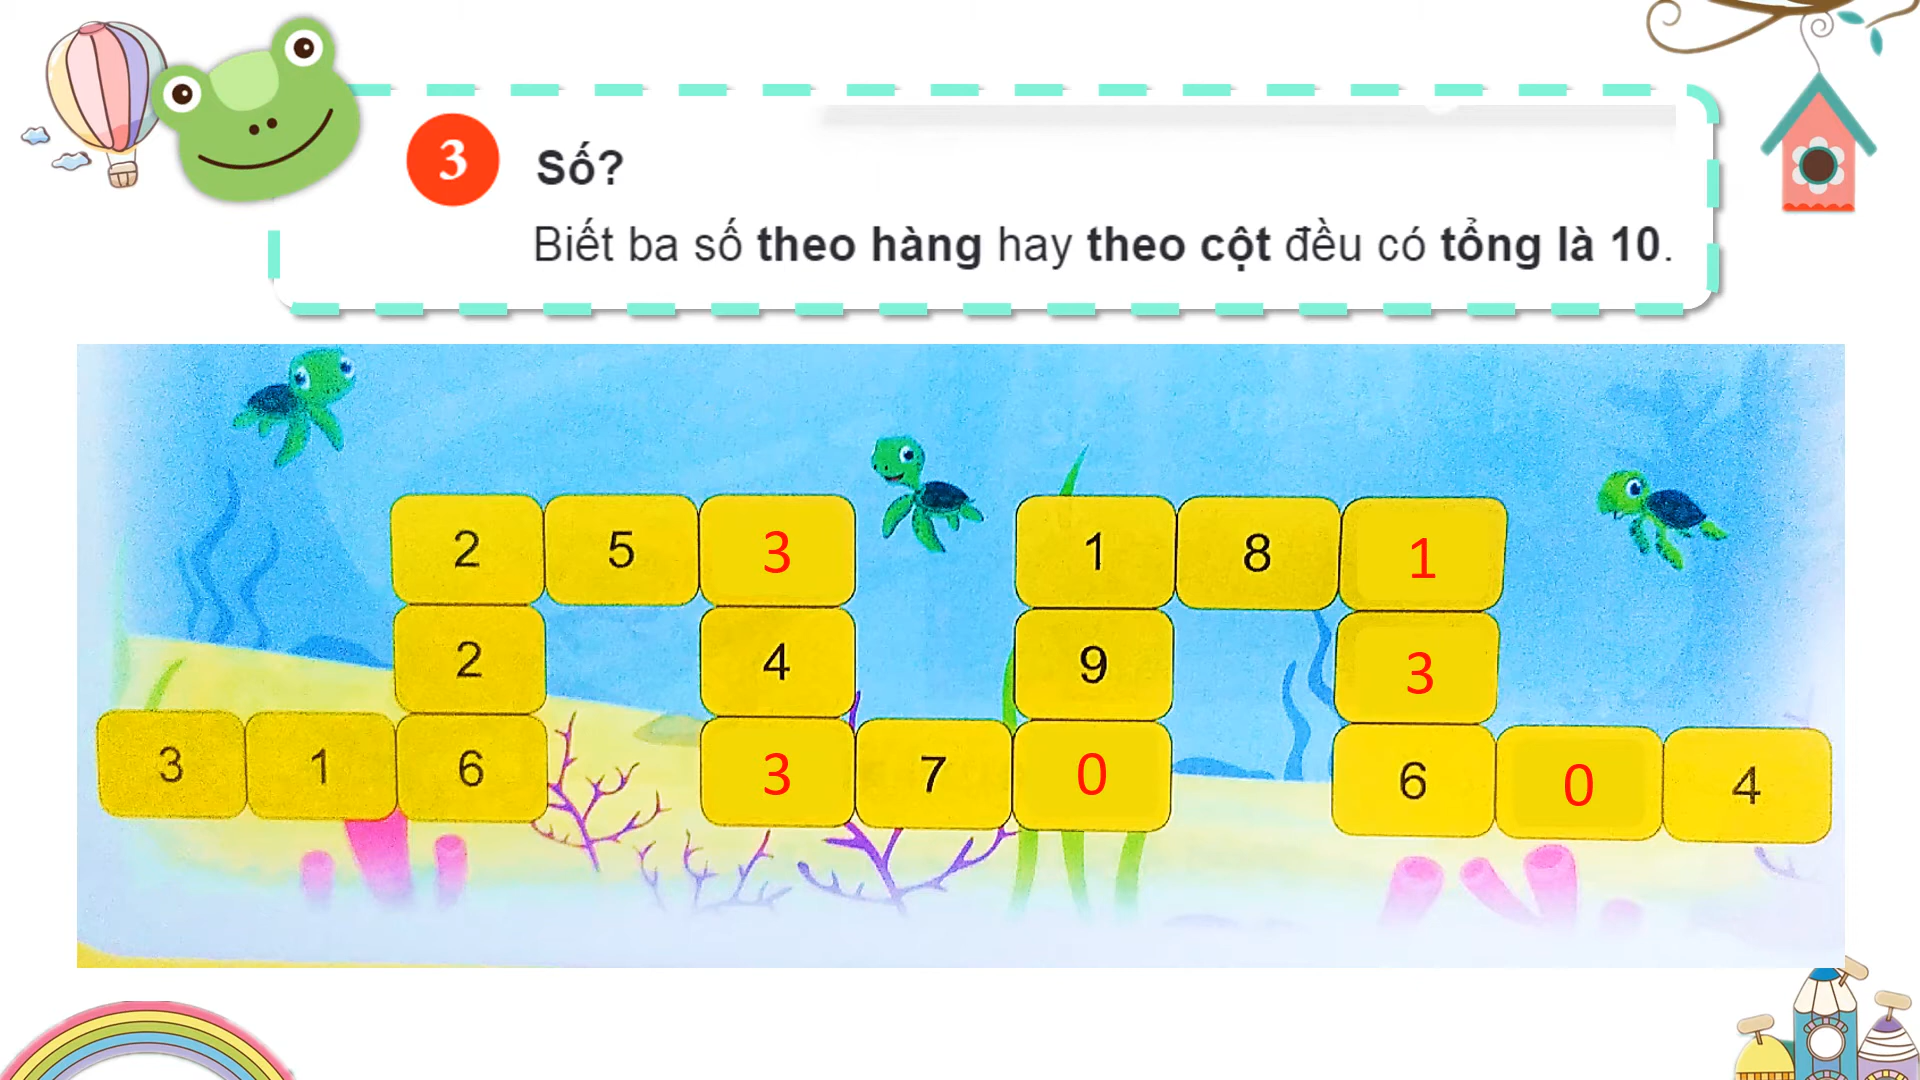 3
Số?
Biết ba số theo hàng hay theo cột đều có tổng là 10.
2 5 3 1 8 1
2 4 9 3
3 1 6 3 7 0 6 0 4